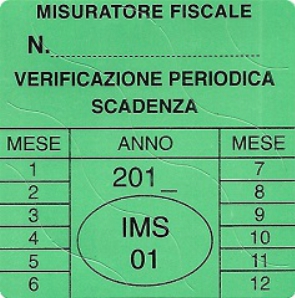 MISURATORE FISCALE
N.........................
VERIFICAZIONE PERIODICA
SCADENZA
MESE ANNO MESE
1 201_ 7
2 8
3 9
4 IMS 10
5 01 11
6 12